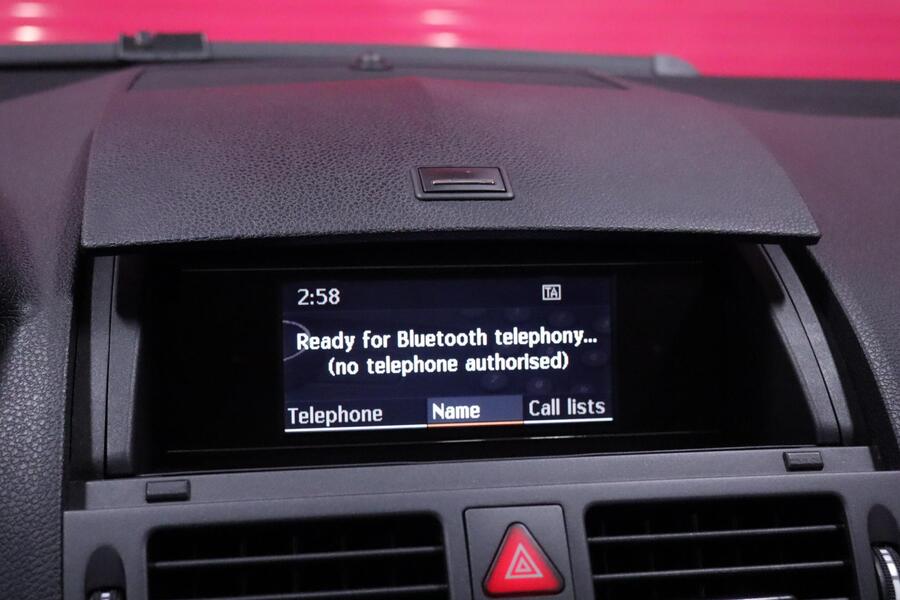 2:58 TA
Ready for Bluetooth telephony...
(no telephone authorised)
Telephone Name Call lists